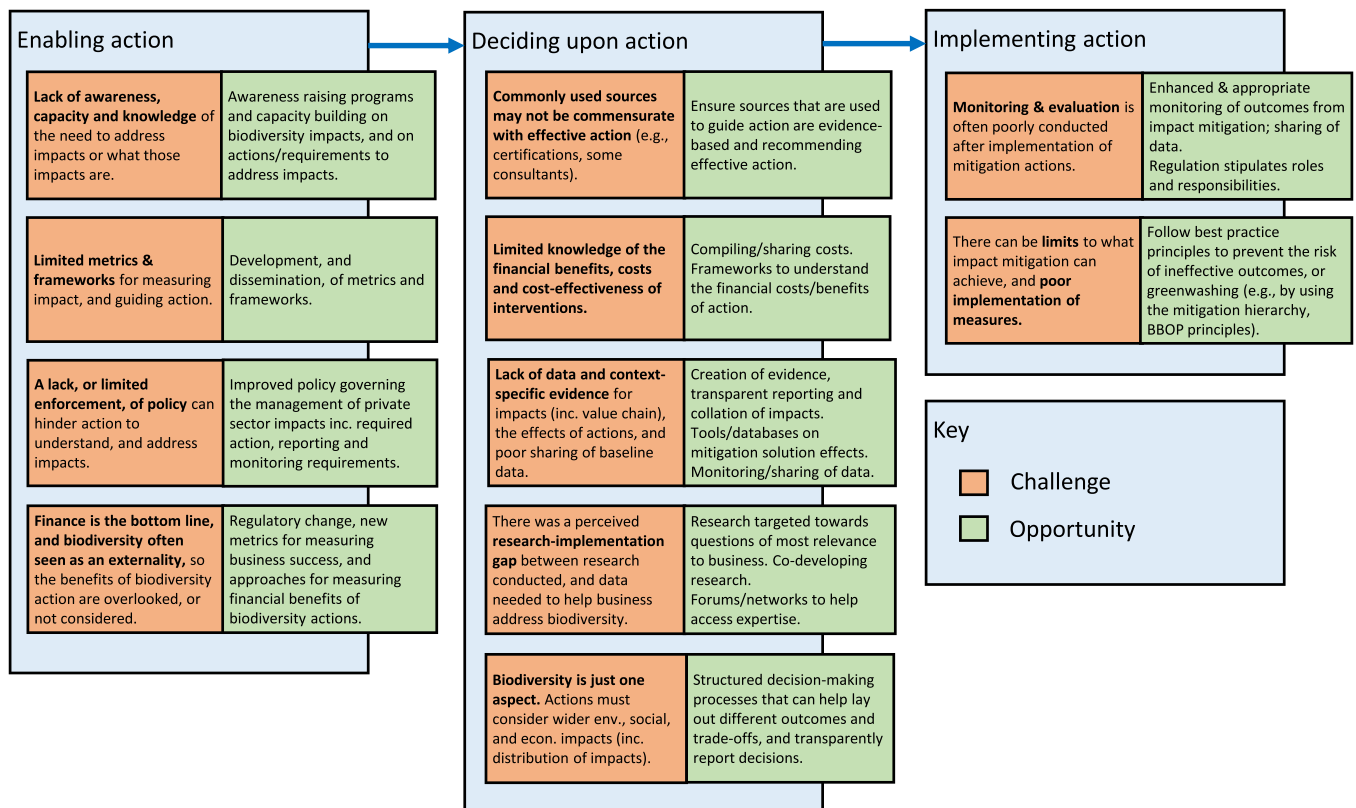 Enabling action
Lack of awareness,
capacity and knowledge of
the need to address
impacts or what those
impacts are.
Awareness raising programs
and capacity building on
biodiversity impacts, and on
actions/requirements to
address impacts.
Limited metrics &
frameworks for measuring
impact, and guiding action.
Development, and
dissemination, of metrics and
frameworks.
A lack, or limited
enforcement, of policy can
hinder action to
understand, and address
impacts.
Improved policy governing
the management of private
sector impacts inc. required
action, reporting and
monitoring requirements.
Finance is the bottom line,
and biodiversity often
seen as an externality, so
the benefits of biodiversity
action are overlooked, or
not considered.
Regulatory change, new
metrics for measuring
business success, and
approaches for measuring
financial benefits of
biodiversity actions.
Deciding upon action
Commonly used sources
may not be commensurate
with effective action (e.g.,
certifications, some
consultants).
Ensure sources that are used
to guide action are evidence-
based and recommending
effective action.
Limited knowledge of the
financial benefits, costs
and cost-effectiveness of
interventions.
Compiling/sharing costs.
Frameworks to understand
the financial costs/benefits
of action.
Lack of data and context-
specific evidence for
impacts (inc. value chain),
the effects of actions, and
poor sharing of baseline
data.
Creation of evidence,
transparent reporting and
collation of impacts.
Tools/databases on
mitigation solution effects.
Monitoring/sharing of data.
There was a perceived
research-implementation
gap between research
conducted, and data
needed to help business
address biodiversity.
Research targeted towards
questions of most relevance
to business. Co-developing
research.
Forums/networks to help
access expertise.
Biodiversity is just one
aspect. Actions must
consider wider env., social,
and econ. impacts (inc.
distribution of impacts).
Structured decision-making
processes that can help lay
out different outcomes and
trade-offs, and transparently
report decisions.
Implementing action
Monitoring & evaluation is
often poorly conducted
after implementation of
mitigation actions.
Enhanced & appropriate
monitoring of outcomes from
impact mitigation; sharing of
data.
Regulation stipulates roles
and responsibilities.
There can be limits to what
impact mitigation can
achieve, and poor
implementation of
measures.
Follow best practice
principles to prevent the risk
of ineffective outcomes, or
greenwashing (e.g., by using
the mitigation hierarchy,
BBOP principles).
Key
Challenge
Opportunity